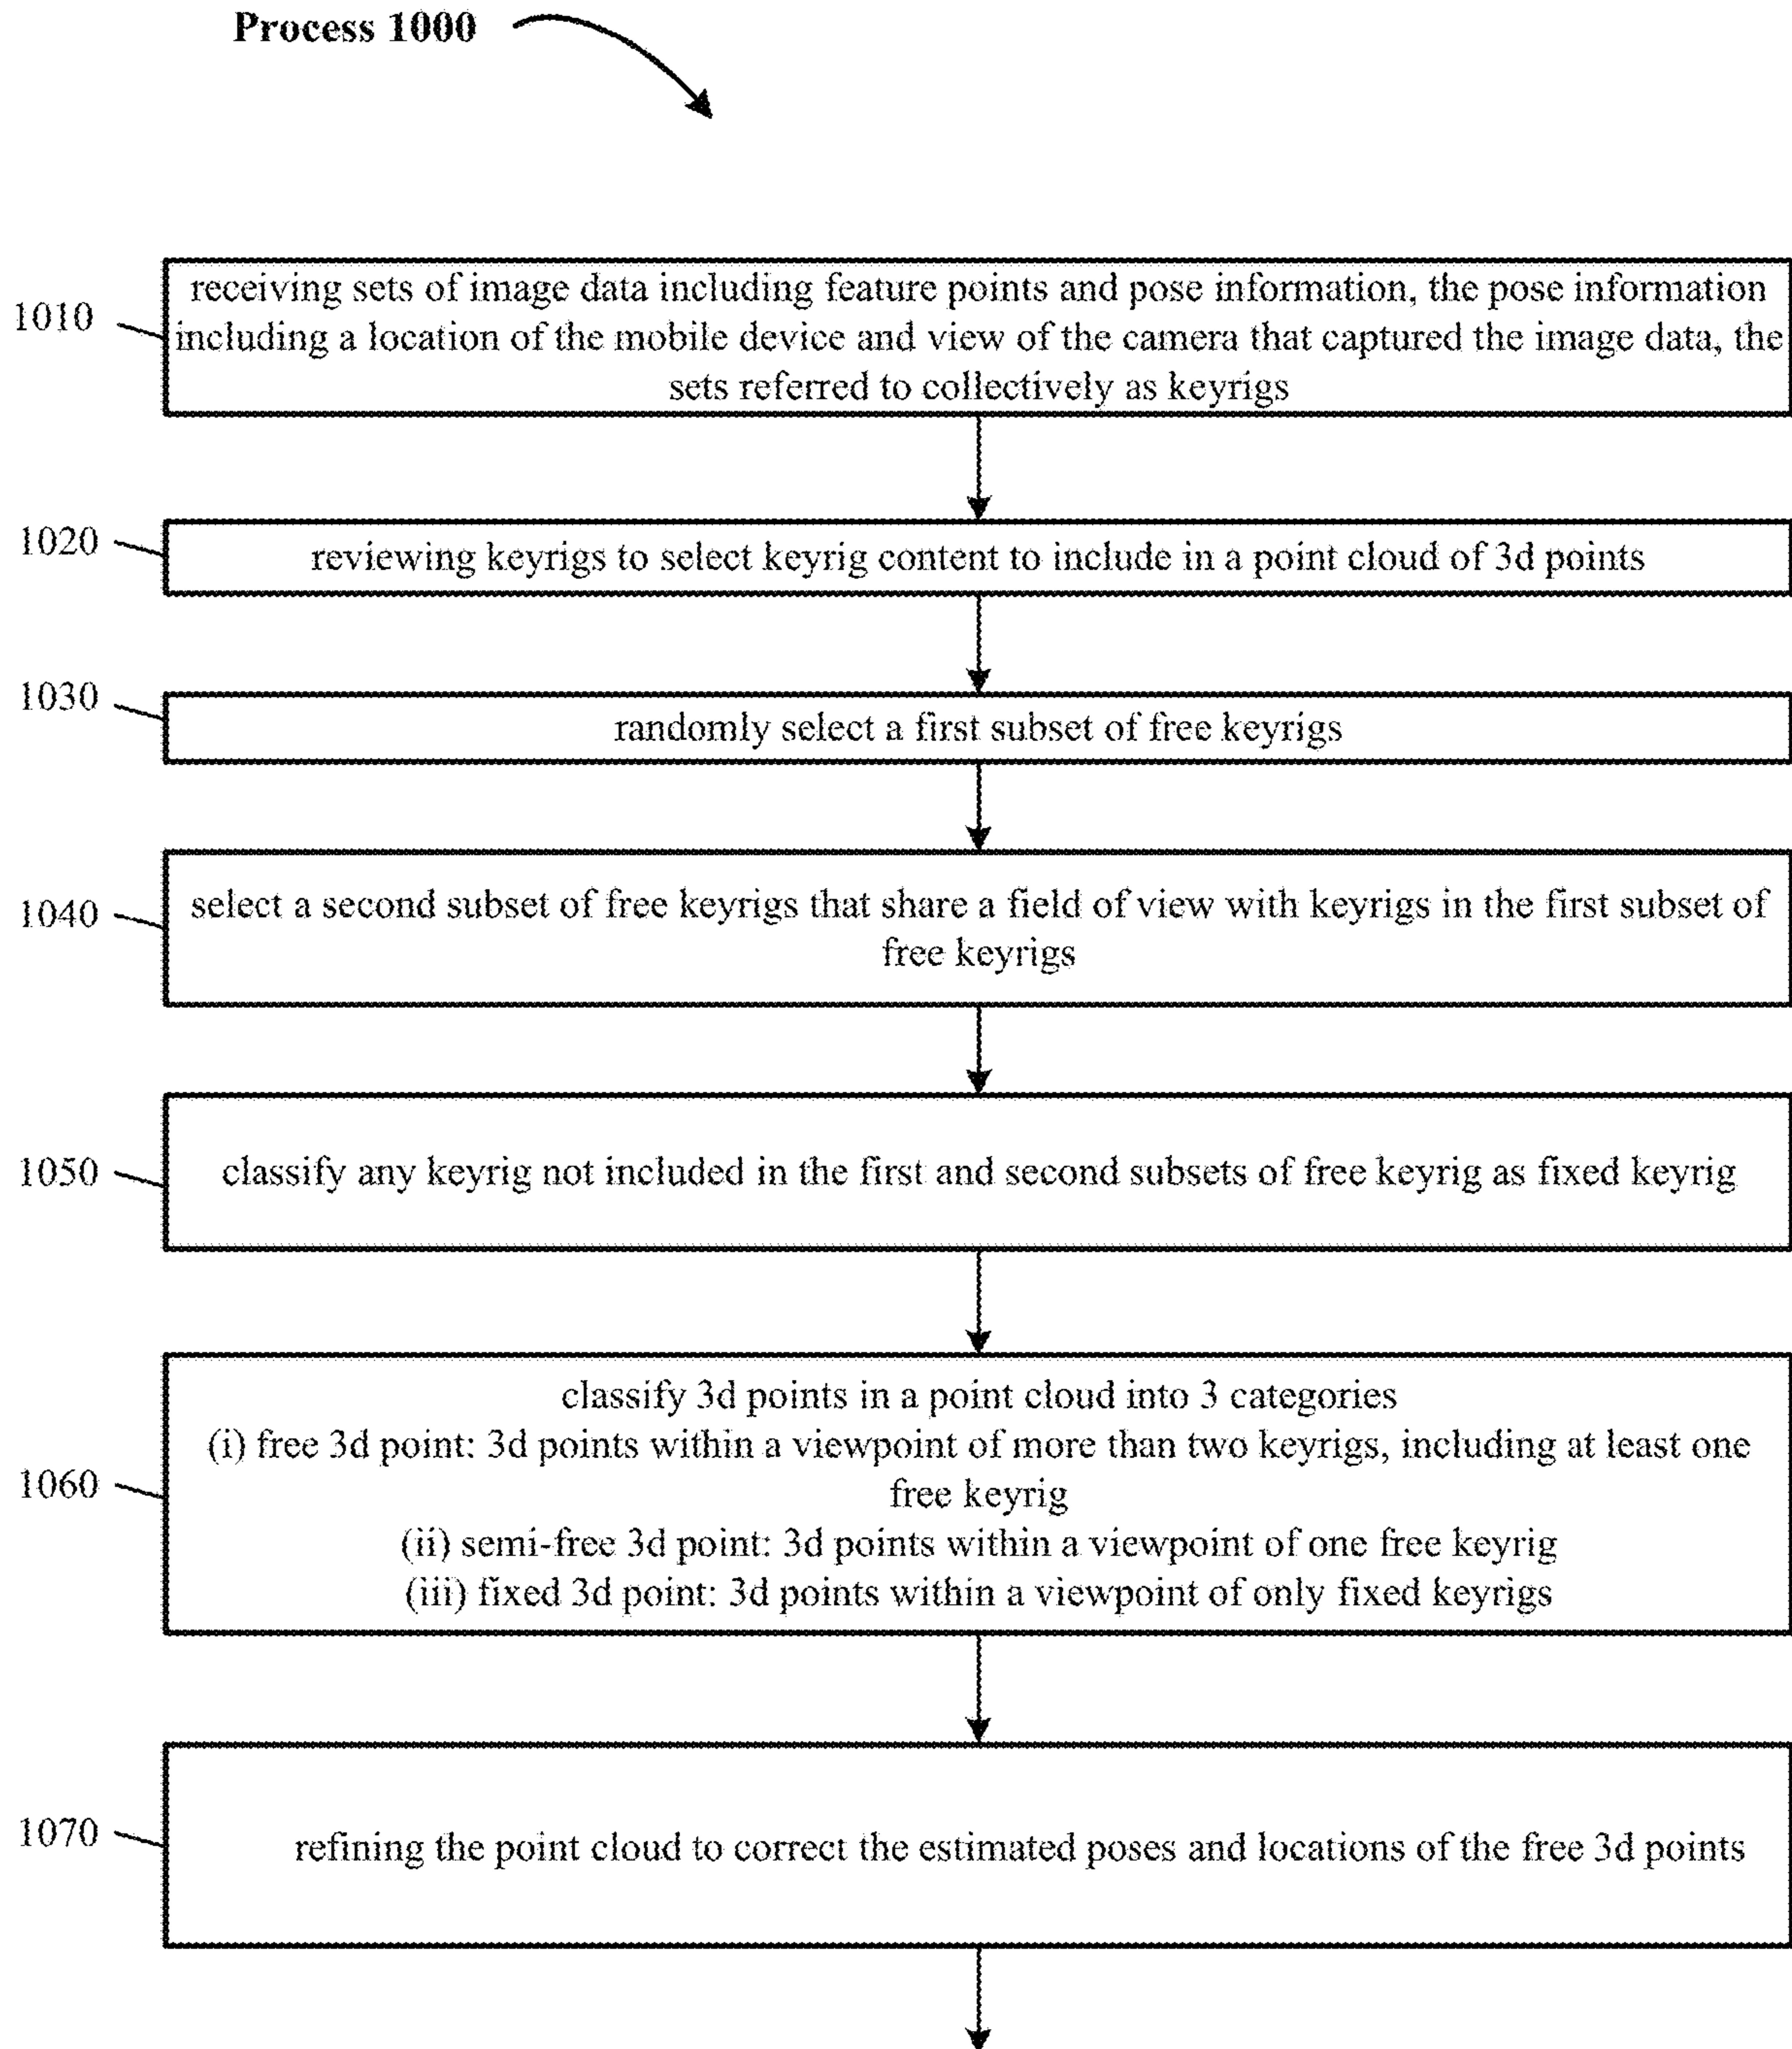 Process 1000
1010
receiving sets of image data including feature points and pose information, the pose information
including a location of the mobile device and view of the camera that captured the image data, the
sets referred to collectively as keyrigs
1020
reviewing keyrigs to select keyrig content to include in a point cloud of 3d points
1030
randomly select a first subset of free keyrigs
1040
select a second subset of free keyrigs that share a field of view with keyrigs in the first subset of
free keyrigs
1050
classify any keyrig not included in the first and second subsets of free keyrig as fixed keyrig
1060
classify 3d points in a point cloud into 3 categories
(i) free 3d point: 3d points within a viewpoint of more than two keyrigs, including at least one
free keyrig
(ii) semi-free 3d point: 3d points within a viewpoint of one free keyrig
(iii) fixed 3d point: 3d points within a viewpoint of only fixed keyrigs
1070
refining the point cloud to correct the estimated poses and locations of the free 3d points